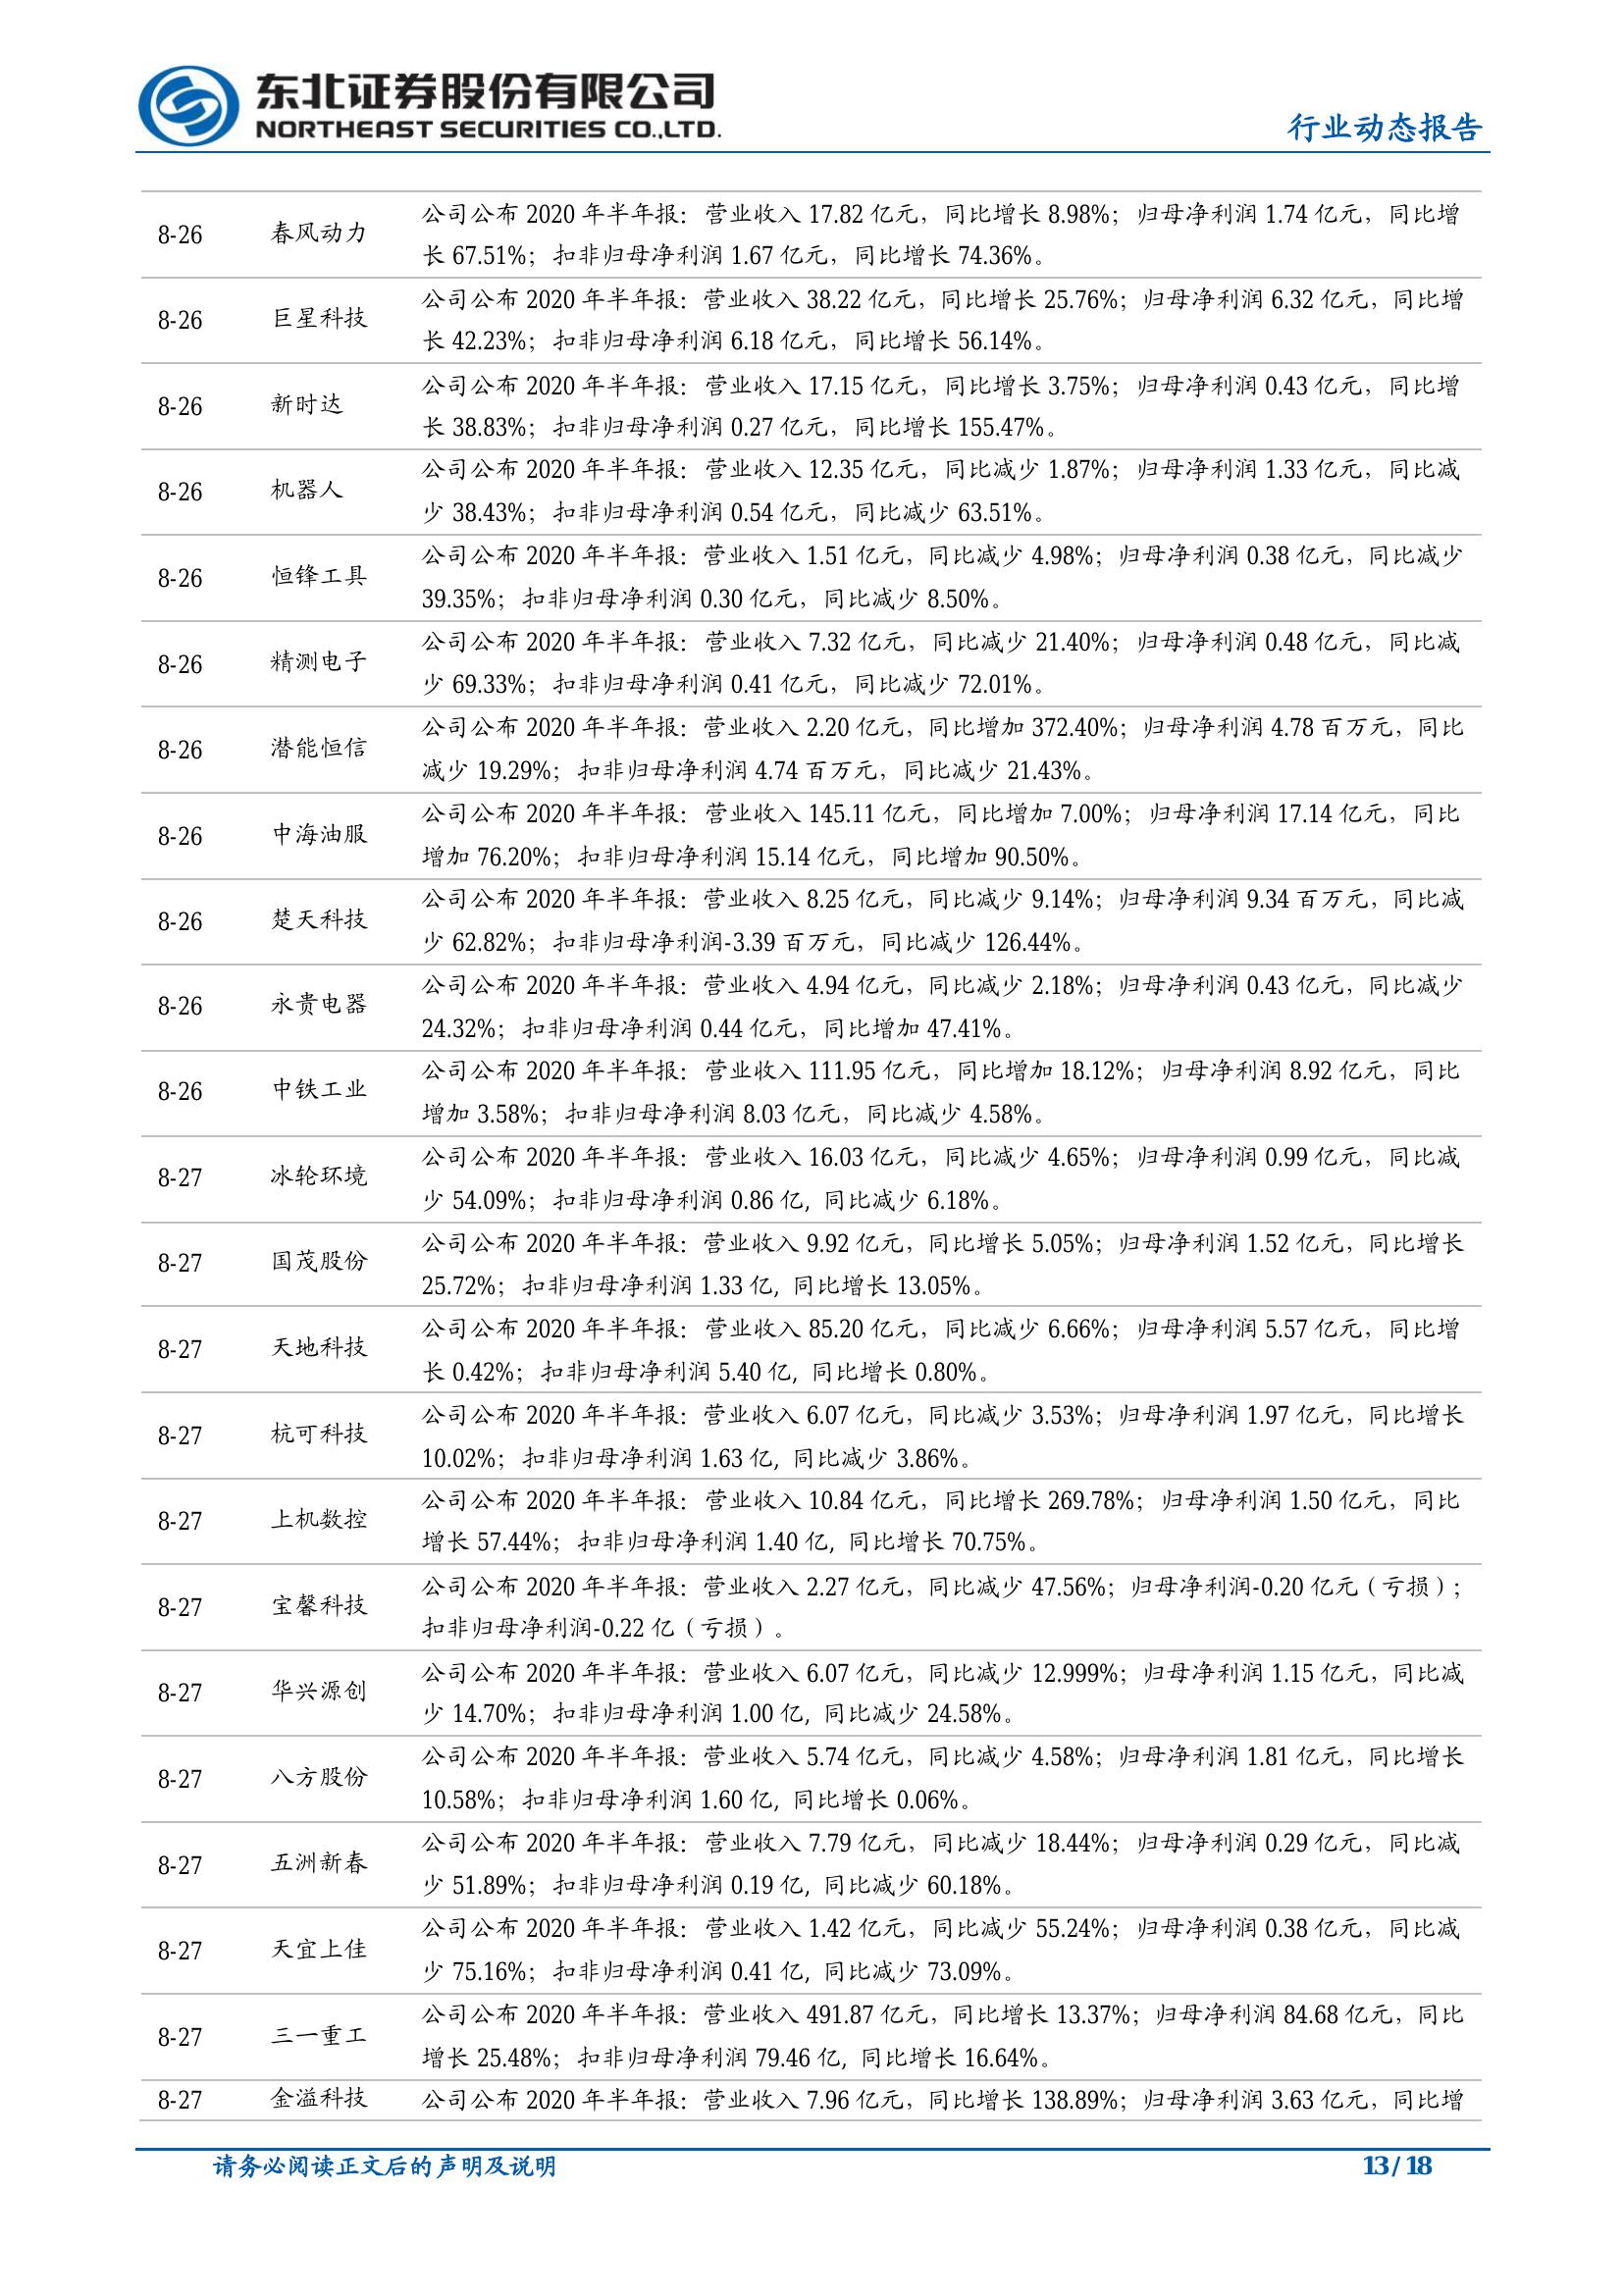 东北证券股份有限公司
NORTHEAST SECURITIES CO.,LTD.
行业动态报告
8-26 春风动力 公司公布 2020 年半年报：营业收入 17.82 亿元，同比增长 8.98%；归母净利润 1.74 亿元，同比增
长 67.51%；扣非归母净利润 1.67 亿元，同比增长 74.36%。
8-26 巨星科技 公司公布 2020 年半年报：营业收入 38.22 亿元，同比增长 25.76%；归母净利润 6.32 亿元，同比增
长 42.23%；扣非归母净利润 6.18 亿元，同比增长 56.14%。
8-26 新时达 公司公布 2020 年半年报：营业收入 17.15 亿元，同比增长 3.75%；归母净利润 0.43 亿元，同比增
长 38.83%；扣非归母净利润 0.27 亿元，同比增长 155.47%。
8-26 机器人 公司公布 2020 年半年报：营业收入 12.35 亿元，同比减少 1.87%；归母净利润 1.33 亿元，同比减
少 38.43%；扣非归母净利润 0.54 亿元，同比减少 63.51%。
8-26 恒锋工具 公司公布 2020 年半年报：营业收入 1.51 亿元，同比减少 4.98%；归母净利润 0.38 亿元，同比减少
39.35%；扣非归母净利润 0.30 亿元，同比减少 8.50%。
8-26 精测电子 公司公布 2020 年半年报：营业收入 7.32 亿元，同比减少 21.40%；归母净利润 0.48 亿元，同比减
少 69.33%；扣非归母净利润 0.41 亿元，同比减少 72.01%。
8-26 潜能恒信 公司公布 2020 年半年报：营业收入 2.20 亿元，同比增加 372.40%；归母净利润 4.78 百万元，同比
减少 19.29%；扣非归母净利润 4.74 百万元，同比减少 21.43%。
8-26 中海油服 公司公布 2020 年半年报：营业收入 145.11 亿元，同比增加 7.00%；归母净利润 17.14 亿元，同比
增加 76.20%；扣非归母净利润 15.14 亿元，同比增加 90.50%。
8-26 楚天科技 公司公布 2020 年半年报：营业收入 8.25 亿元，同比减少 9.14%；归母净利润 9.34 百万元，同比减
少 62.82%；扣非归母净利润-3.39 百万元，同比减少 126.44%。
8-26 永贵电器 公司公布 2020 年半年报：营业收入 4.94 亿元，同比减少 2.18%；归母净利润 0.43 亿元，同比减少
24.32%；扣非归母净利润 0.44 亿元，同比增加 47.41%。
8-26 中铁工业 公司公布 2020 年半年报：营业收入 111.95 亿元，同比增加 18.12%；归母净利润 8.92 亿元，同比
增加 3.58%；扣非归母净利润 8.03 亿元，同比减少 4.58%。
8-27 冰轮环境 公司公布 2020 年半年报：营业收入 16.03 亿元，同比减少 4.65%；归母净利润 0.99 亿元，同比减
少 54.09%；扣非归母净利润 0.86 亿, 同比减少 6.18%。
8-27 国茂股份 公司公布 2020 年半年报：营业收入 9.92 亿元，同比增长 5.05%；归母净利润 1.52 亿元，同比增长
25.72%；扣非归母净利润 1.33 亿, 同比增长 13.05%。
8-27 天地科技 公司公布 2020 年半年报：营业收入 85.20 亿元，同比减少 6.66%；归母净利润 5.57 亿元，同比增
长 0.42%；扣非归母净利润 5.40 亿, 同比增长 0.80%。
8-27 杭可科技 公司公布 2020 年半年报：营业收入 6.07 亿元，同比减少 3.53%；归母净利润 1.97 亿元，同比增长
10.02%；扣非归母净利润 1.63 亿, 同比减少 3.86%。
8-27 上机数控 公司公布 2020 年半年报：营业收入 10.84 亿元，同比增长 269.78%；归母净利润 1.50 亿元，同比
增长 57.44%；扣非归母净利润 1.40 亿, 同比增长 70.75%。
8-27 宝馨科技 公司公布 2020 年半年报：营业收入 2.27 亿元，同比减少 47.56%；归母净利润-0.20 亿元（亏损）；
扣非归母净利润-0.22 亿（亏损）。
8-27 华兴源创 公司公布 2020 年半年报：营业收入 6.07 亿元，同比减少 12.999%；归母净利润 1.15 亿元，同比减
少 14.70%；扣非归母净利润 1.00 亿, 同比减少 24.58%。
8-27 八方股份 公司公布 2020 年半年报：营业收入 5.74 亿元，同比减少 4.58%；归母净利润 1.81 亿元，同比增长
10.58%；扣非归母净利润 1.60 亿, 同比增长 0.06%。
8-27 五洲新春 公司公布 2020 年半年报：营业收入 7.79 亿元，同比减少 18.44%；归母净利润 0.29 亿元，同比减
少 51.89%；扣非归母净利润 0.19 亿, 同比减少 60.18%。
8-27 天宜上佳 公司公布 2020 年半年报：营业收入 1.42 亿元，同比减少 55.24%；归母净利润 0.38 亿元，同比减
少 75.16%；扣非归母净利润 0.41 亿, 同比减少 73.09%。
8-27 三一重工 公司公布 2020 年半年报：营业收入 491.87 亿元，同比增长 13.37%；归母净利润 84.68 亿元，同比
增长 25.48%；扣非归母净利润 79.46 亿, 同比增长 16.64%。
8-27 金溢科技 公司公布 2020 年半年报：营业收入 7.96 亿元，同比增长 138.89%；归母净利润 3.63 亿元，同比增
请务必阅读正文后的声明及说明 13 / 18